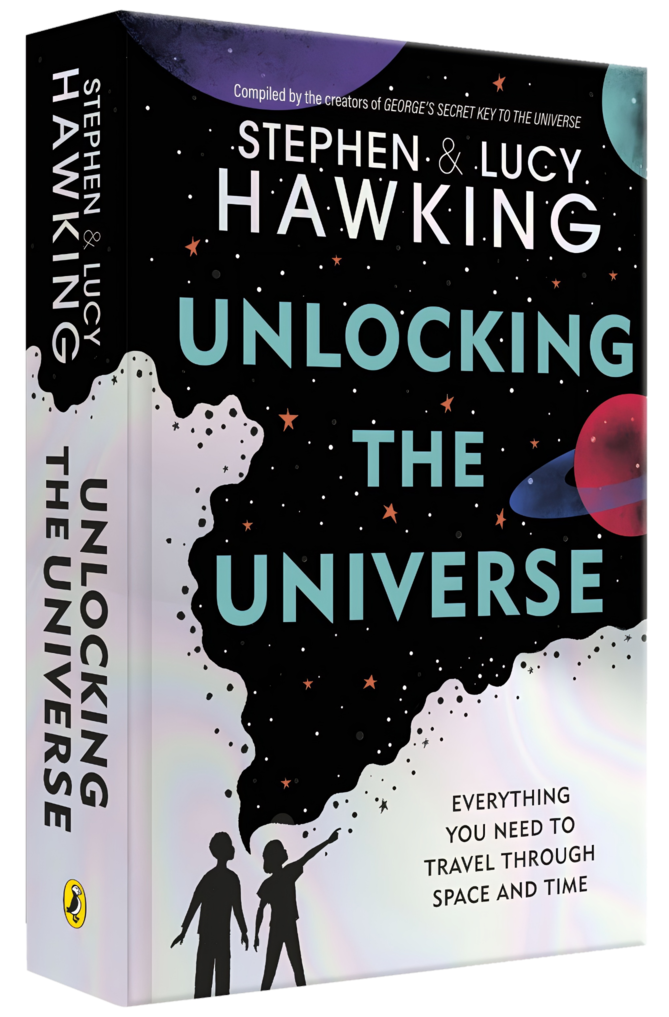 Compiled by the creators of GEORGE'S SECRET KEY TO THE UNIVERSE
STEPHEN & LUCY
HAWKING
UNLOCKING
THE
UNIVERSE
EVERYTHING
YOU NEED TO
TRAVEL THROUGH
SPACE AND TIME
STEPHEN & LUCY
HAWKING
UNLOCKING
THE UNIVERSE